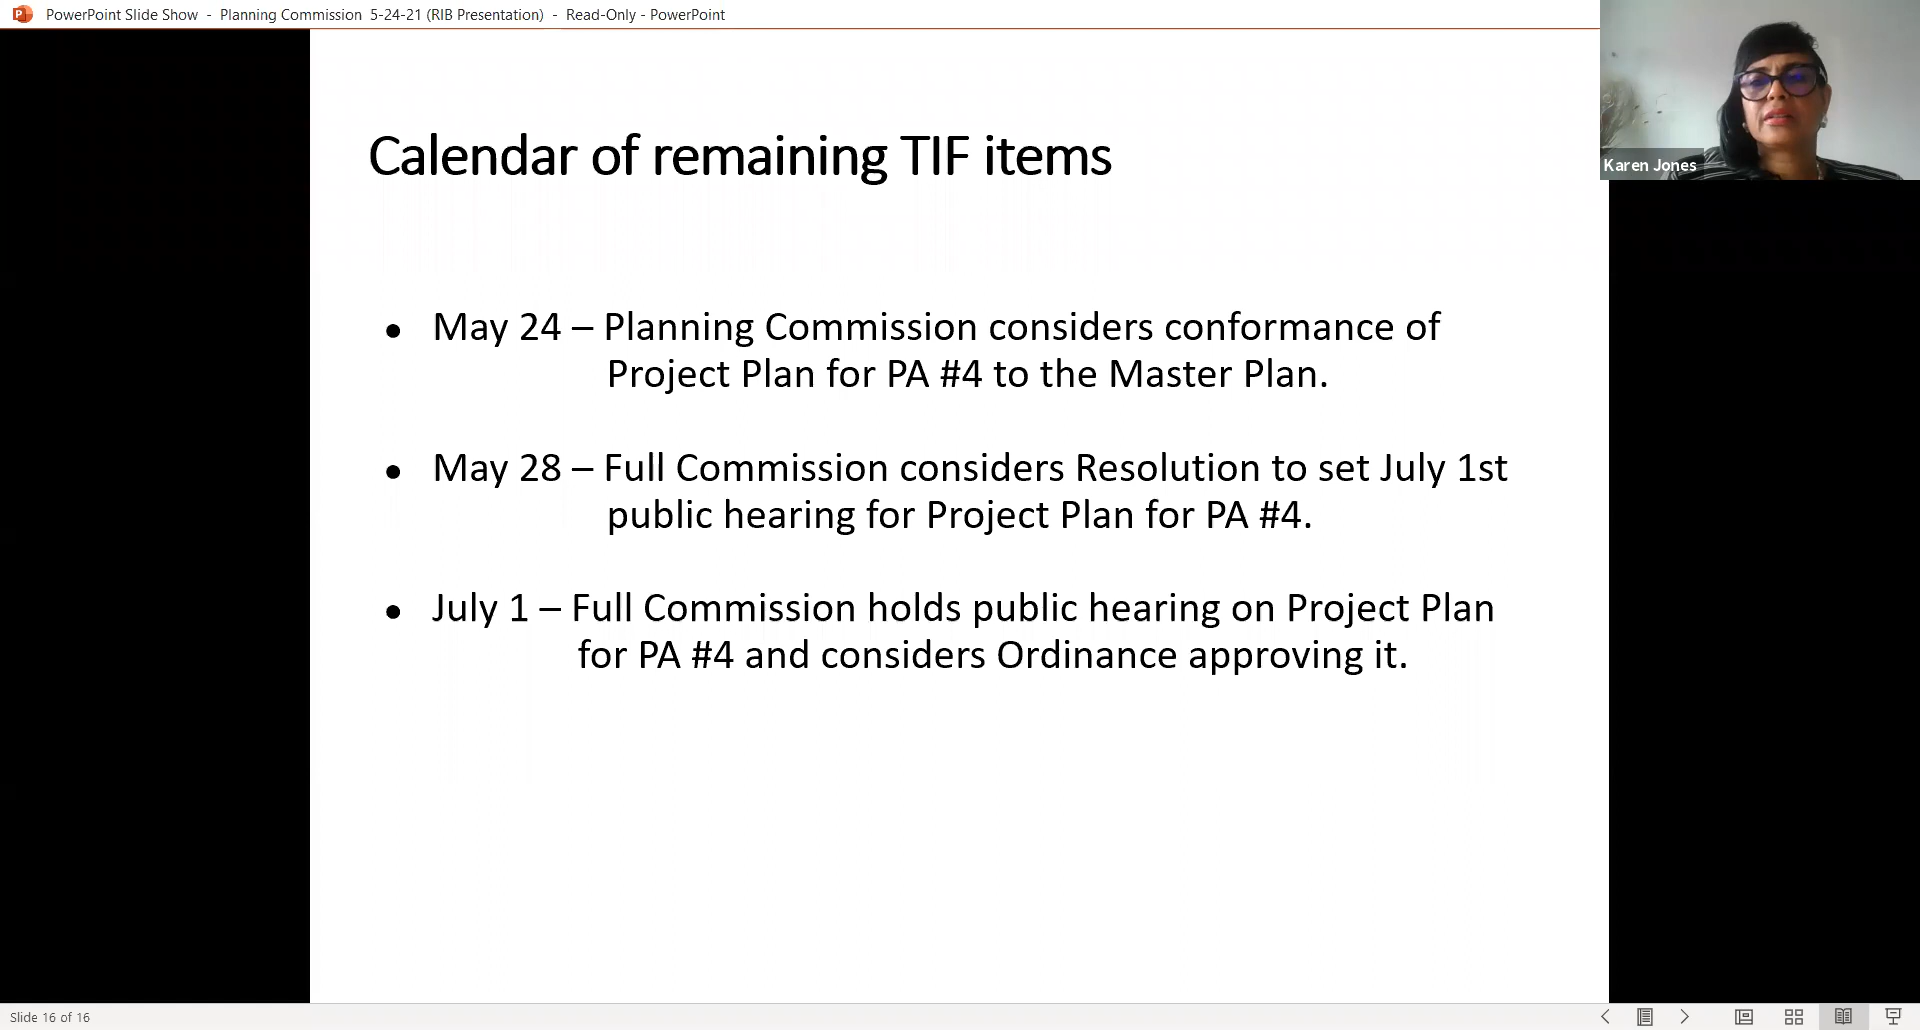 PowerPoint Slide Show - Planning Commission 5-24-21 (RIB Presentation) - Read-Only - PowerPoint
Karen Jones
Calendar of remaining TIF items
• May 24 – Planning Commission considers conformance of
Project Plan for PA #4 to the Master Plan.
• May 28 – Full Commission considers Resolution to set July 1st
public hearing for Project Plan for PA #4.
• July 1 – Full Commission holds public hearing on Project Plan
for PA #4 and considers Ordinance approving it.
Slide 16 of 16